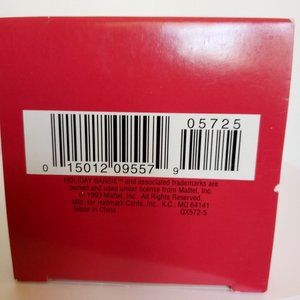 05725
0 15012 09557 9
HOLIDAY BARBIE™ and associated trademarks are
owned and used under license from Mattel, Inc.
© 1993 Mattel, Inc. All Rights Reserved.
for Hallmark Cards, Inc., K.C., MO 64141
Made in China QX572-5